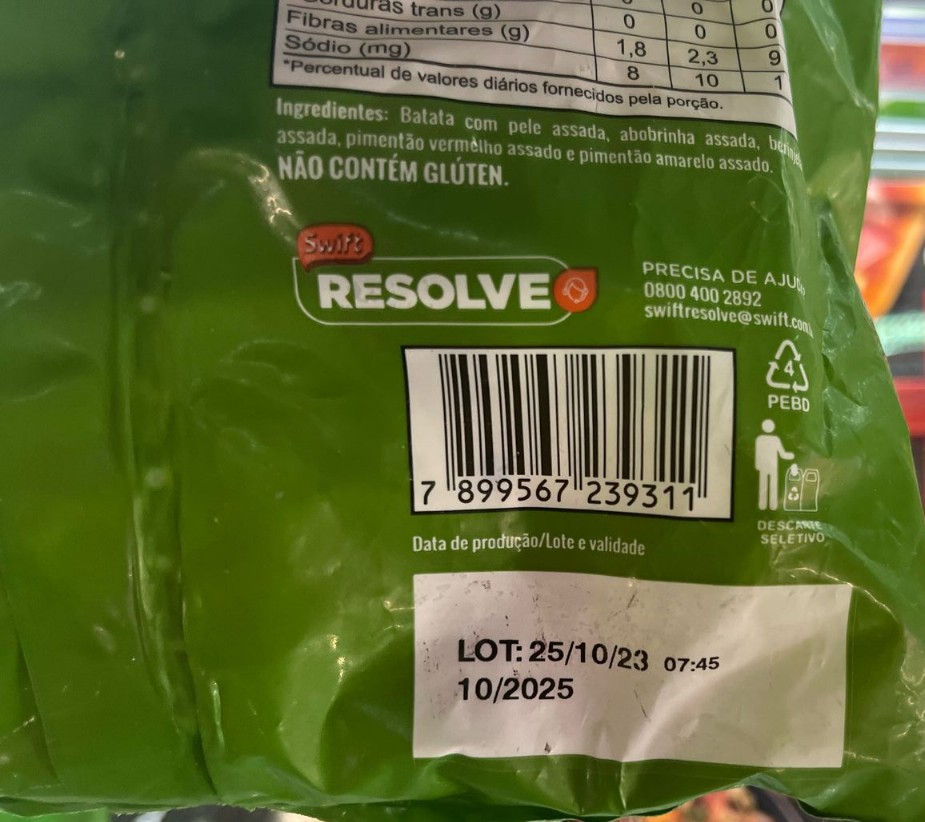 trans (g)
0
0
0
Fibras alimentares (g)
1,8
2,3
9
Sódio (mg)
8
10
1
*Percentual de valores diários fornecidos pela porção.
Ingredientes: Batata com pele assada, abobrinha assada,
assada, pimentão vermelho assado e pimentão amarelo assado.
NÃO CONTÉM GLÚTEN.
Swift
RESOLVE
PRECISA DE
0800 400 2892
swiftresolve@swift.com
4
PEBD
7 899567 239311
DESCARTE
SELETIVO
Data de produção/Lote e validade
LOT: 25/10/23 07:45
10/2025